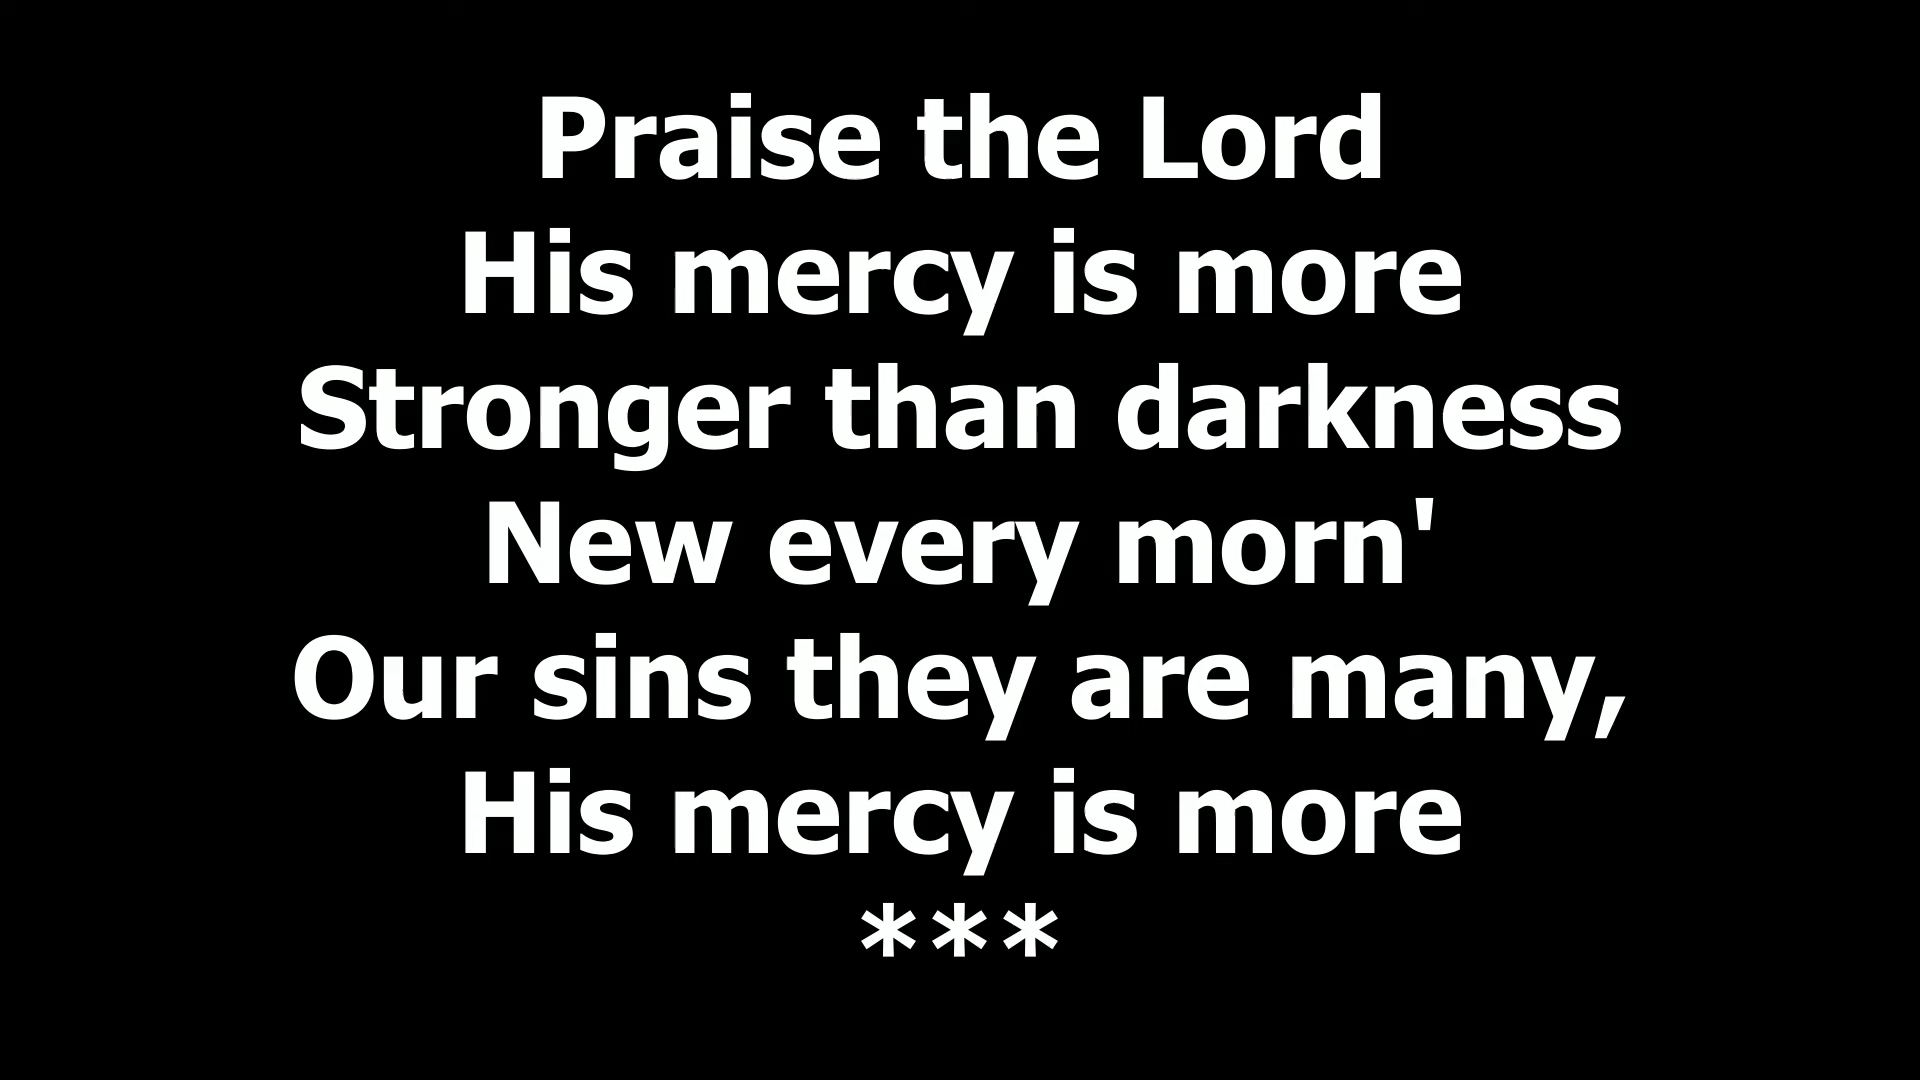 Praise the Lord
His mercy is more
Stronger than darkness
New every morn'
Our sins they are many,
His mercy is more
***